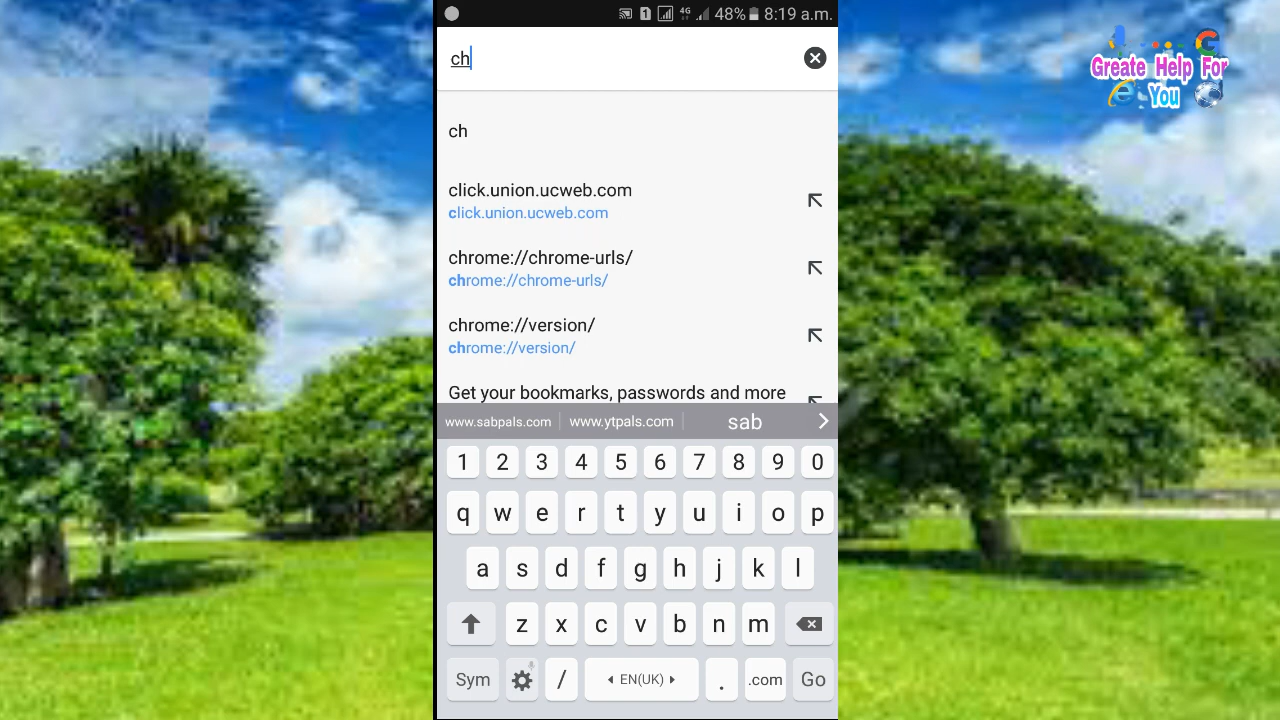 1 4G 48% 8:19 a.m.
ch
Greate Help For
You
ch
click.union.ucweb.com
click.union.ucweb.com
chrome://chrome-urls/
chrome://chrome-urls/
chrome://version/
chrome://version/
Get your bookmarks, passwords and more
www.sabpals.com www.ytpals.com sab
1 2 3 4 5 6 7 8 9 0
q w e r t y u i o p
a s d f g h j k l
z x c v b n m
Sym / EN(UK) . .com Go